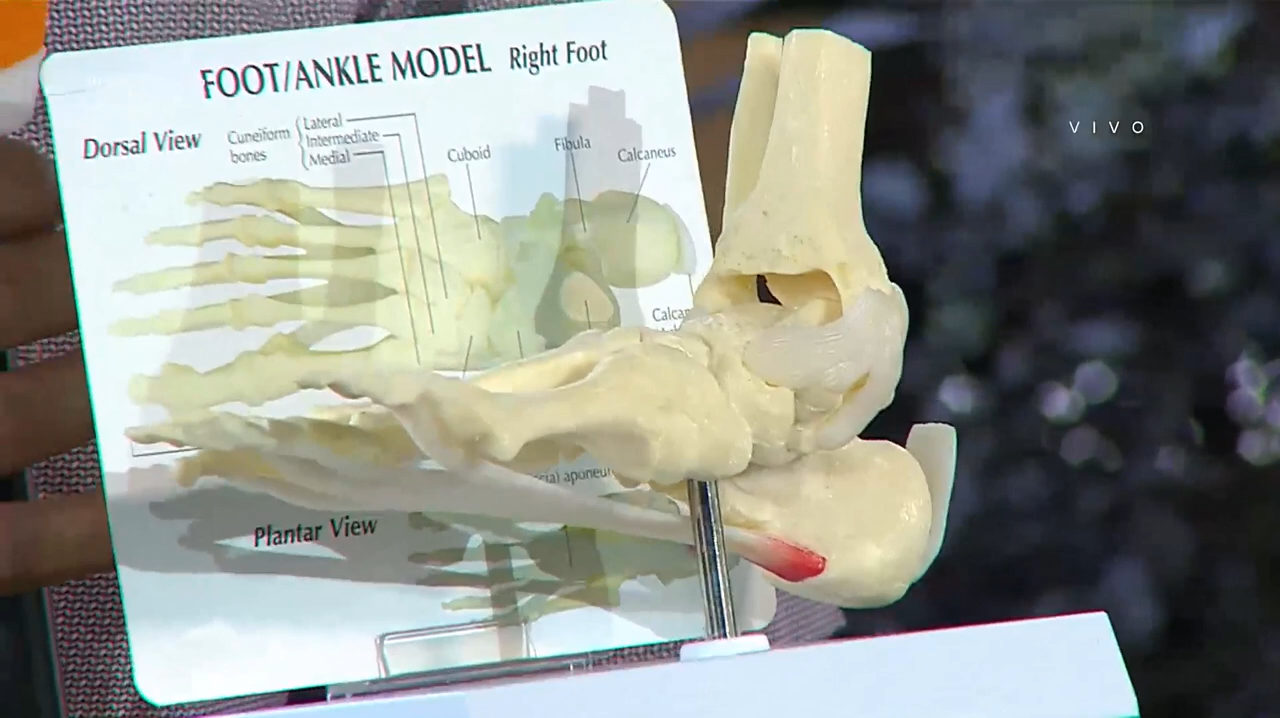 FOOT/ANKLE MODEL Right Foot
VIVO
Dorsal View
Cuneiform bones
Lateral
Intermediate
Medial
Cuboid
Fibula
Calcaneus
Plantar View